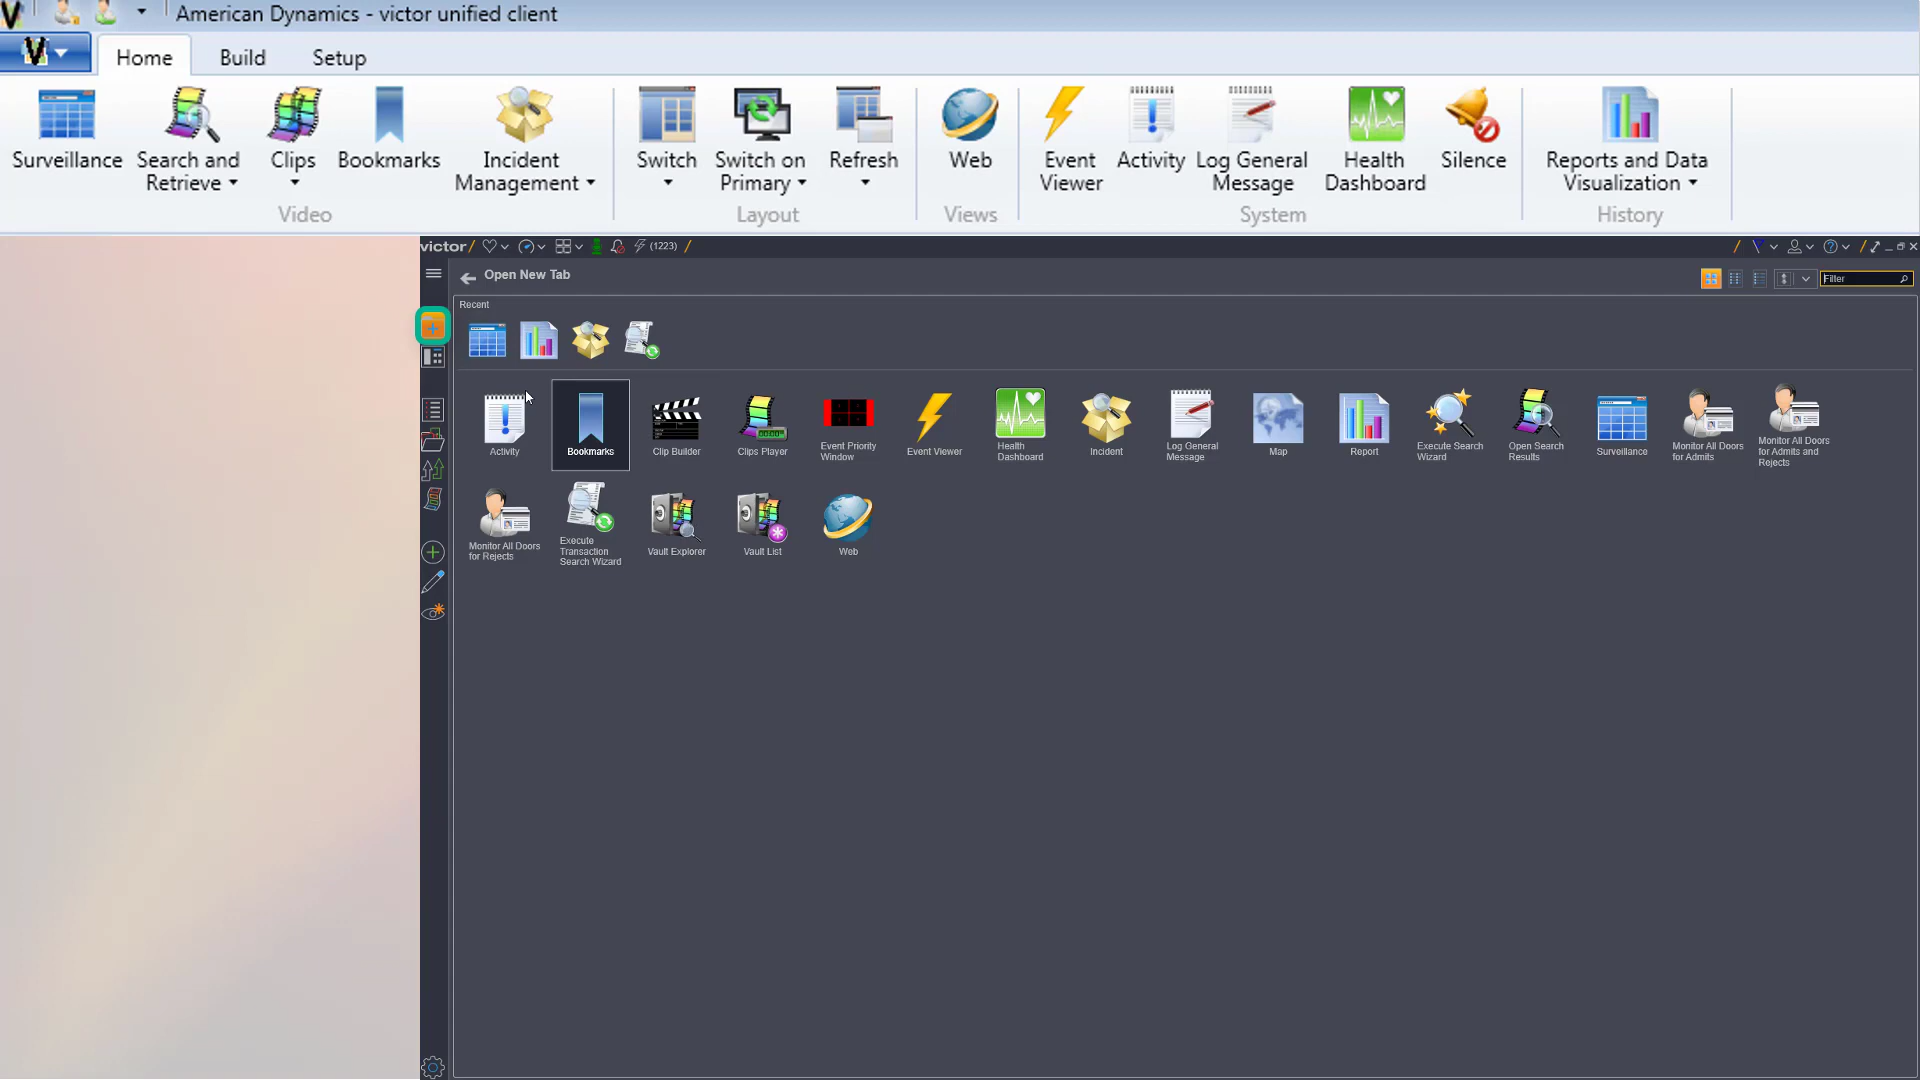 American Dynamics - victor unified client
Home Build Setup
Surveillance
Search and
Retrieve
Clips
Bookmarks
Incident
Management
Video
Switch
Switch on
Primary
Refresh
Layout
Web
Views
Event
Viewer
Activity
Log General
Message
Health
Dashboard
Silence
System
Reports and Data
Visualization
History
victor/
(1223)
Open New Tab
Filter
Recent
Activity
Bookmarks
Clip Builder
Clips Player
Event Priority
Window
Event Viewer
Health
Dashboard
Incident
Log General
Message
Map
Report
Execute Search
Wizard
Open Search
Results
Surveillance
Monitor All Doors
for Admits
Monitor All Doors
for Admits and
Rejects
Monitor All Doors
for Rejects
Execute
Transaction
Search Wizard
Vault Explorer
Vault List
Web